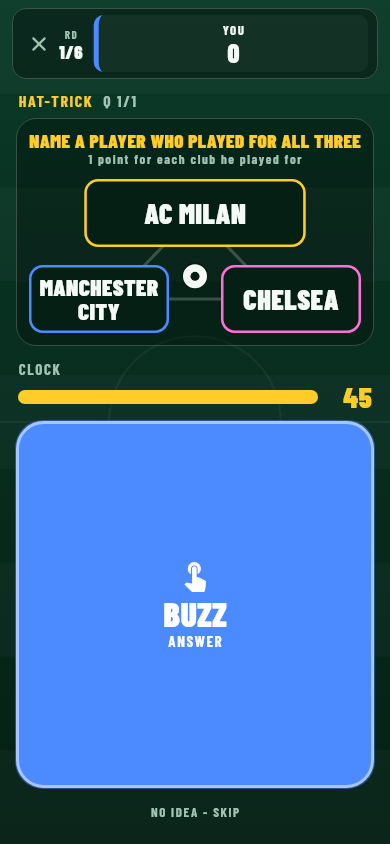 RD
1/6
YOU
0
HAT-TRICK Q 1/1
NAME A PLAYER WHO PLAYED FOR ALL THREE
1 point for each club he played for
AC MILAN
MANCHESTER
CITY
CHELSEA
CLOCK
45
BUZZ
ANSWER
NO IDEA - SKIP